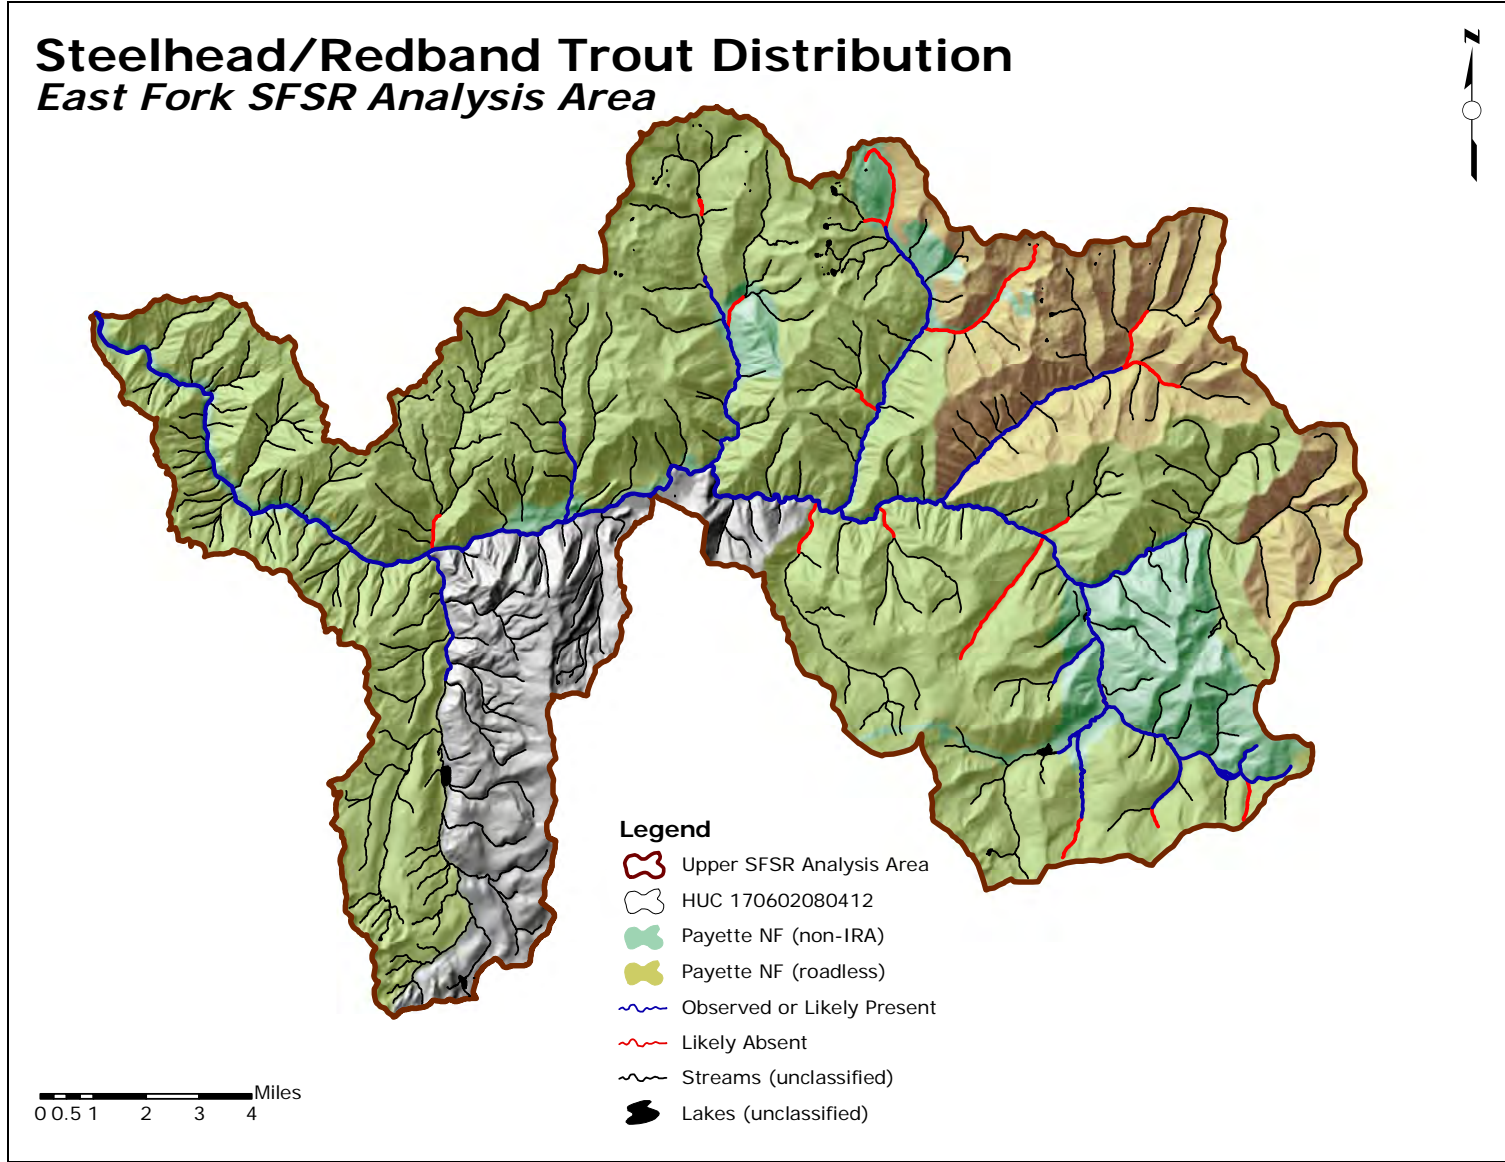 Steelhead/Redband Trout Distribution
East Fork SFSR Analysis Area
N
Legend
Upper SFSR Analysis Area
HUC 170602080412
Payette NF (non-IRA)
Payette NF (roadless)
Observed or Likely Present
Likely Absent
Streams (unclassified)
Lakes (unclassified)
Miles
0 0.5 1 2 3 4